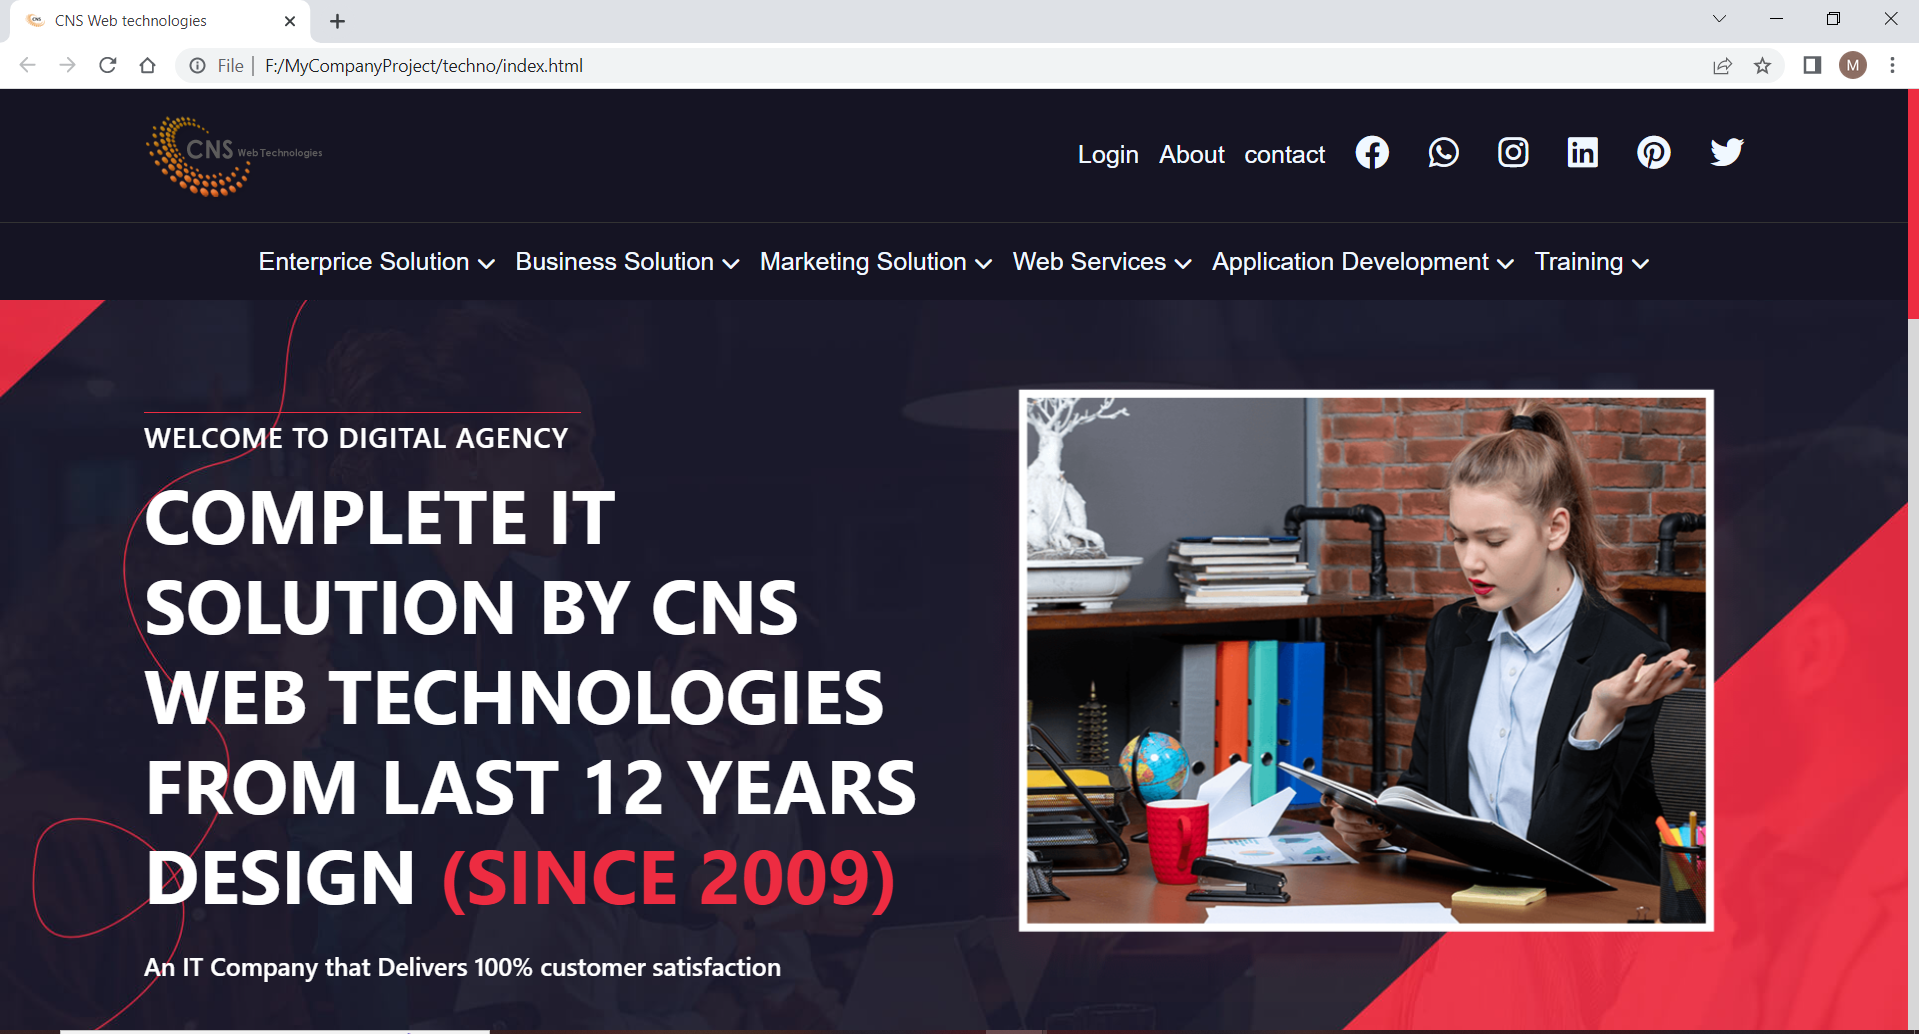 CNS Web technologies
File
F:/MyCompanyProject/techno/index.html
M
CNS Web Technologies
Login About contact
Enterprice Solution Business Solution Marketing Solution Web Services Application Development Training
WELCOME TO DIGITAL AGENCY
COMPLETE IT
SOLUTION BY CNS
WEB TECHNOLOGIES
FROM LAST 12 YEARS
DESIGN (SINCE 2009)
An IT Company that Delivers 100% customer satisfaction